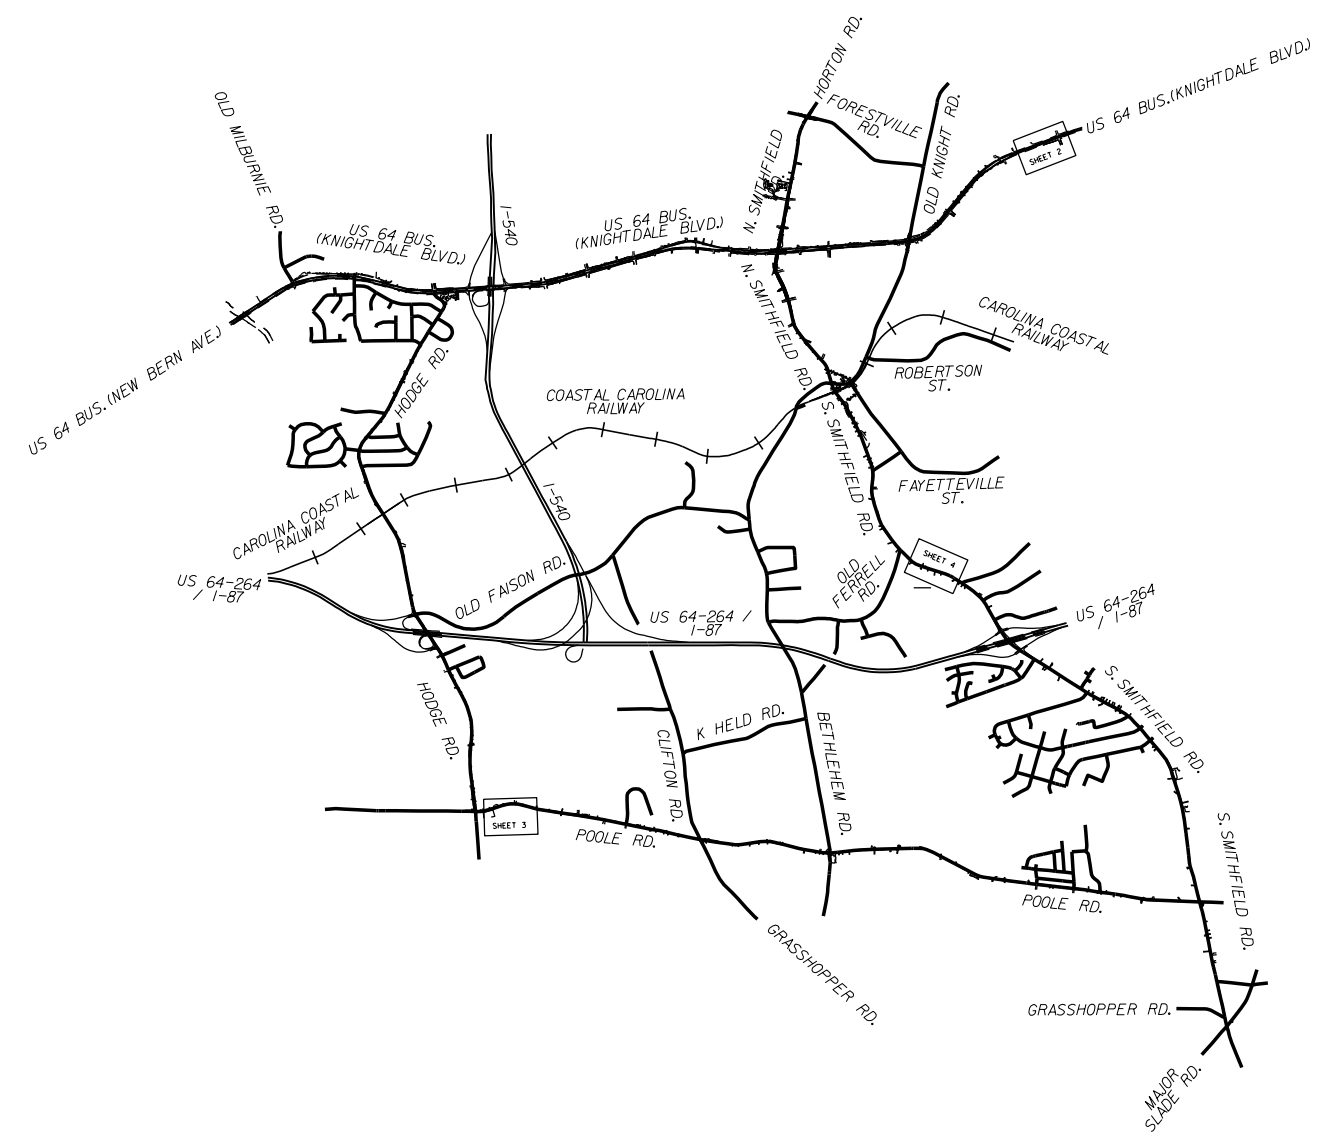 HORTON RD.
FORESTVILLE
RD.
US 64 BUS.(KNIGHTDALE BLVD.)
OLD KNIGHT RD.
SHEET 2
OLD MILBURNIE RD.
N. SMITHFIELD
RD.
I-540
US 64 BUS.
(KNIGHTDALE BLVD.)
US 64 BUS.
(KNIGHTDALE BLVD.)
N. SMITHFIELD RD.
CAROLINA COASTAL
RAILWAY
US 64 BUS.(NEW BERN AVE.)
HODGE RD.
ROBERTSON
ST.
COASTAL CAROLINA
RAILWAY
S. SMITHFIELD RD.
FAYETTEVILLE
ST.
I-540
CAROLINA COASTAL
RAILWAY
US 64-264
/ I-87
OLD FAISON RD.
OLD
FERRELL
RD.
SHEET 4
US 64-264 /
I-87
US 64-264
/ I-87
HODGE RD.
K HELD RD.
CLIFTON RD.
BETHLEHEM RD.
S. SMITHFIELD RD.
SHEET 3
POOLE RD.
S. SMITHFIELD RD.
POOLE RD.
GRASSHOPPER RD.
GRASSHOPPER RD.
MAJOR
SLADE RD.